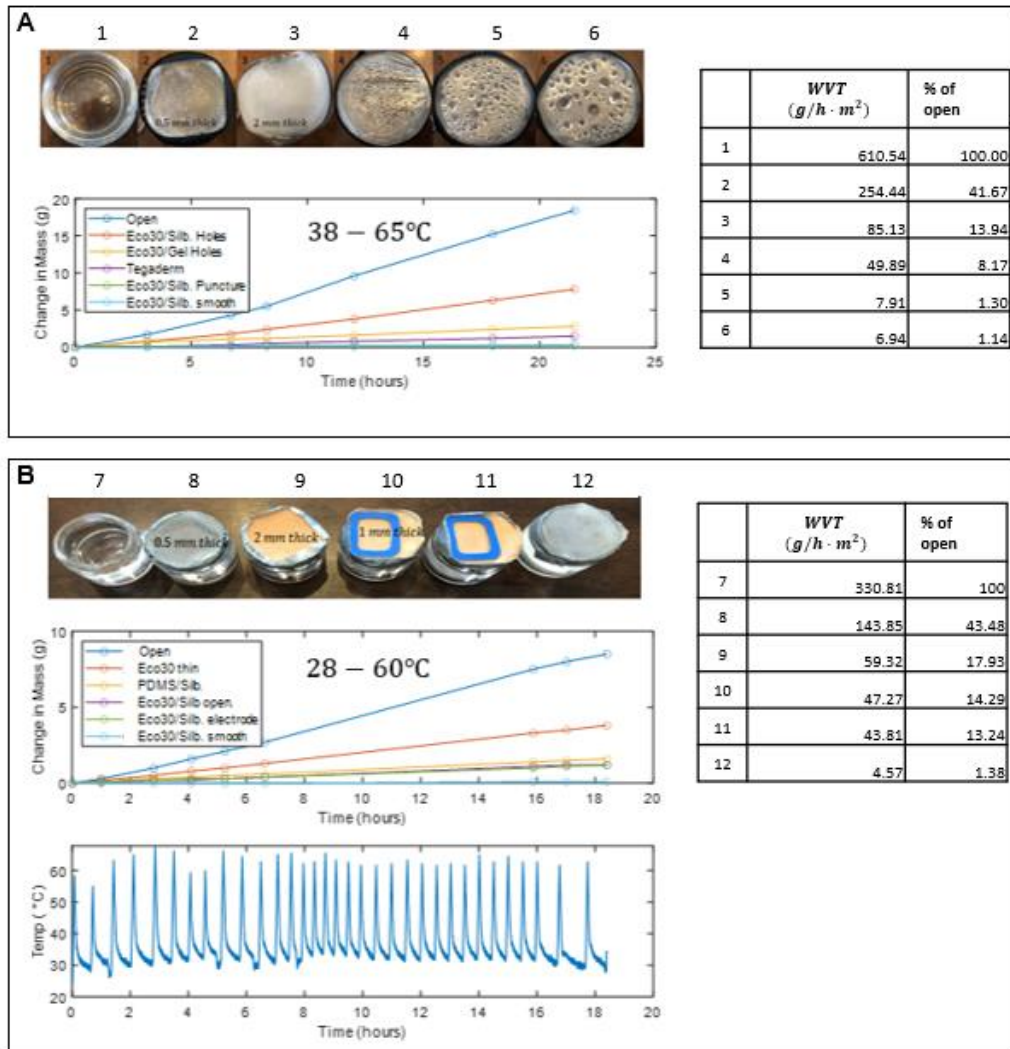 A
1 2 3 4 5 6
0.5 mm thick 2 mm thick
WVT (g/h · m²) % of open
1 610.54 100.00
2 254.44 41.67
3 85.13 13.94
4 49.89 8.17
5 7.91 1.30
6 6.94 1.14
Change in Mass (g)
20
15
10
5
0
Open
Eco30/Silb. Holes
Eco30/Gel Holes
Tegaderm
Eco30/Silb. Puncture
Eco30/Silb. smooth
38 − 65℃
0 5 10 15 20 25
Time (hours)
B
7 8 9 10 11 12
0.5 mm thick 2 mm thick 1 mm thick
WVT (g/h · m²) % of open
7 330.81 100
8 143.85 43.48
9 59.32 17.93
10 47.27 14.29
11 43.81 13.24
12 4.57 1.38
Change in Mass (g)
10
5
0
Open
Eco30 thin
PDMS/Silb.
Eco30/Silb open.
Eco30/Silb. electrode
Eco30/Silb. smooth
28 − 60℃
0 2 4 6 8 10 12 14 16 18 20
Time (hours)
Temp ( °C)
60
50
40
30
20
0 2 4 6 8 10 12 14 16 18 20
Time (hours)